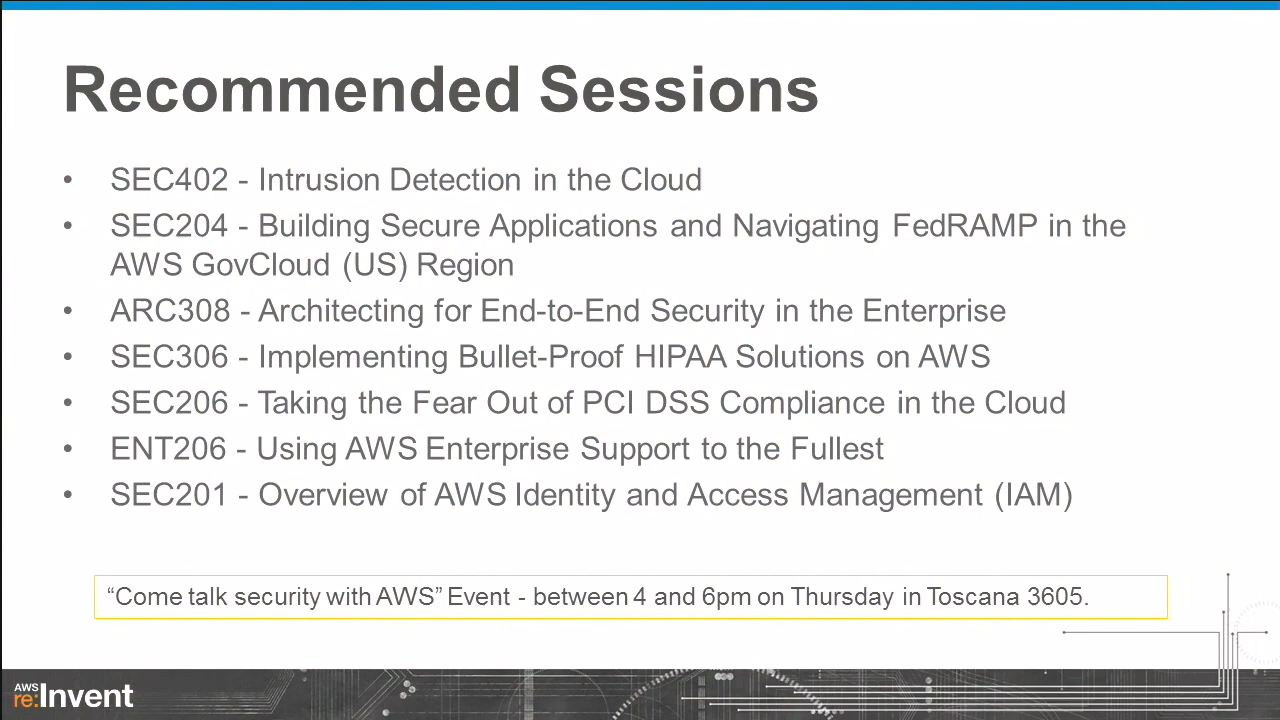 Recommended Sessions
• SEC402 - Intrusion Detection in the Cloud
• SEC204 - Building Secure Applications and Navigating FedRAMP in the
AWS GovCloud (US) Region
• ARC308 - Architecting for End-to-End Security in the Enterprise
• SEC306 - Implementing Bullet-Proof HIPAA Solutions on AWS
• SEC206 - Taking the Fear Out of PCI DSS Compliance in the Cloud
• ENT206 - Using AWS Enterprise Support to the Fullest
• SEC201 - Overview of AWS Identity and Access Management (IAM)
“Come talk security with AWS” Event - between 4 and 6pm on Thursday in Toscana 3605.
AWS
re:Invent